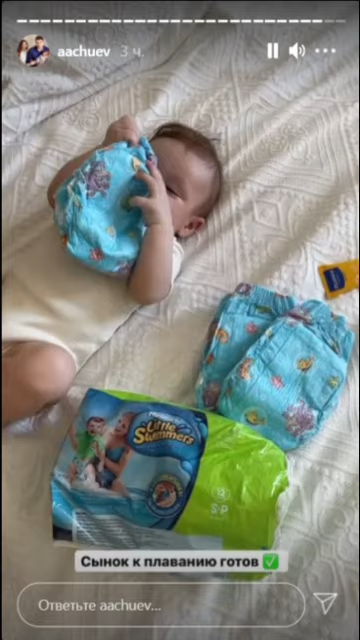 aachuev 3 ч.
Little
Swimmers
S-P
Сынок к плаванию готов ✅
Ответьте aachuev...